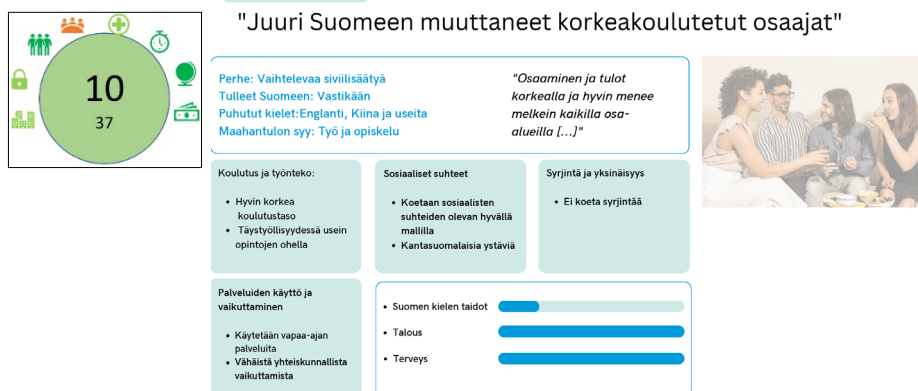 "Juuri Suomeen muuttaneet korkeakoulutetut osaajat"
10
37
Perhe: Vaihtelevaa siviilisäätyä
Tulleet Suomeen: Vastikään
Puhutut kielet:Englanti, Kiina ja useita
Maahantulon syy: Työ ja opiskelu
"Osaaminen ja tulot
korkealla ja hyvin menee
melkein kaikilla osa-
alueilla [...]"
Koulutus ja työnteko:
• Hyvin korkea
koulutustaso
• Täystyöllisyydessä usein
opintojen ohella
Sosiaaliset suhteet
• Koetaan sosiaalisten
suhteiden olevan hyvällä
mallilla
• Kantasuomalaisia ystäviä
Syrjintä ja yksinäisyys
• Ei koeta syrjintää
Palveluiden käyttö ja
vaikuttaminen
• Käytetään vapaa-ajan
palveluita
• Vähäistä yhteiskunnallista
vaikuttamista
• Suomen kielen taidot
• Talous
• Terveys